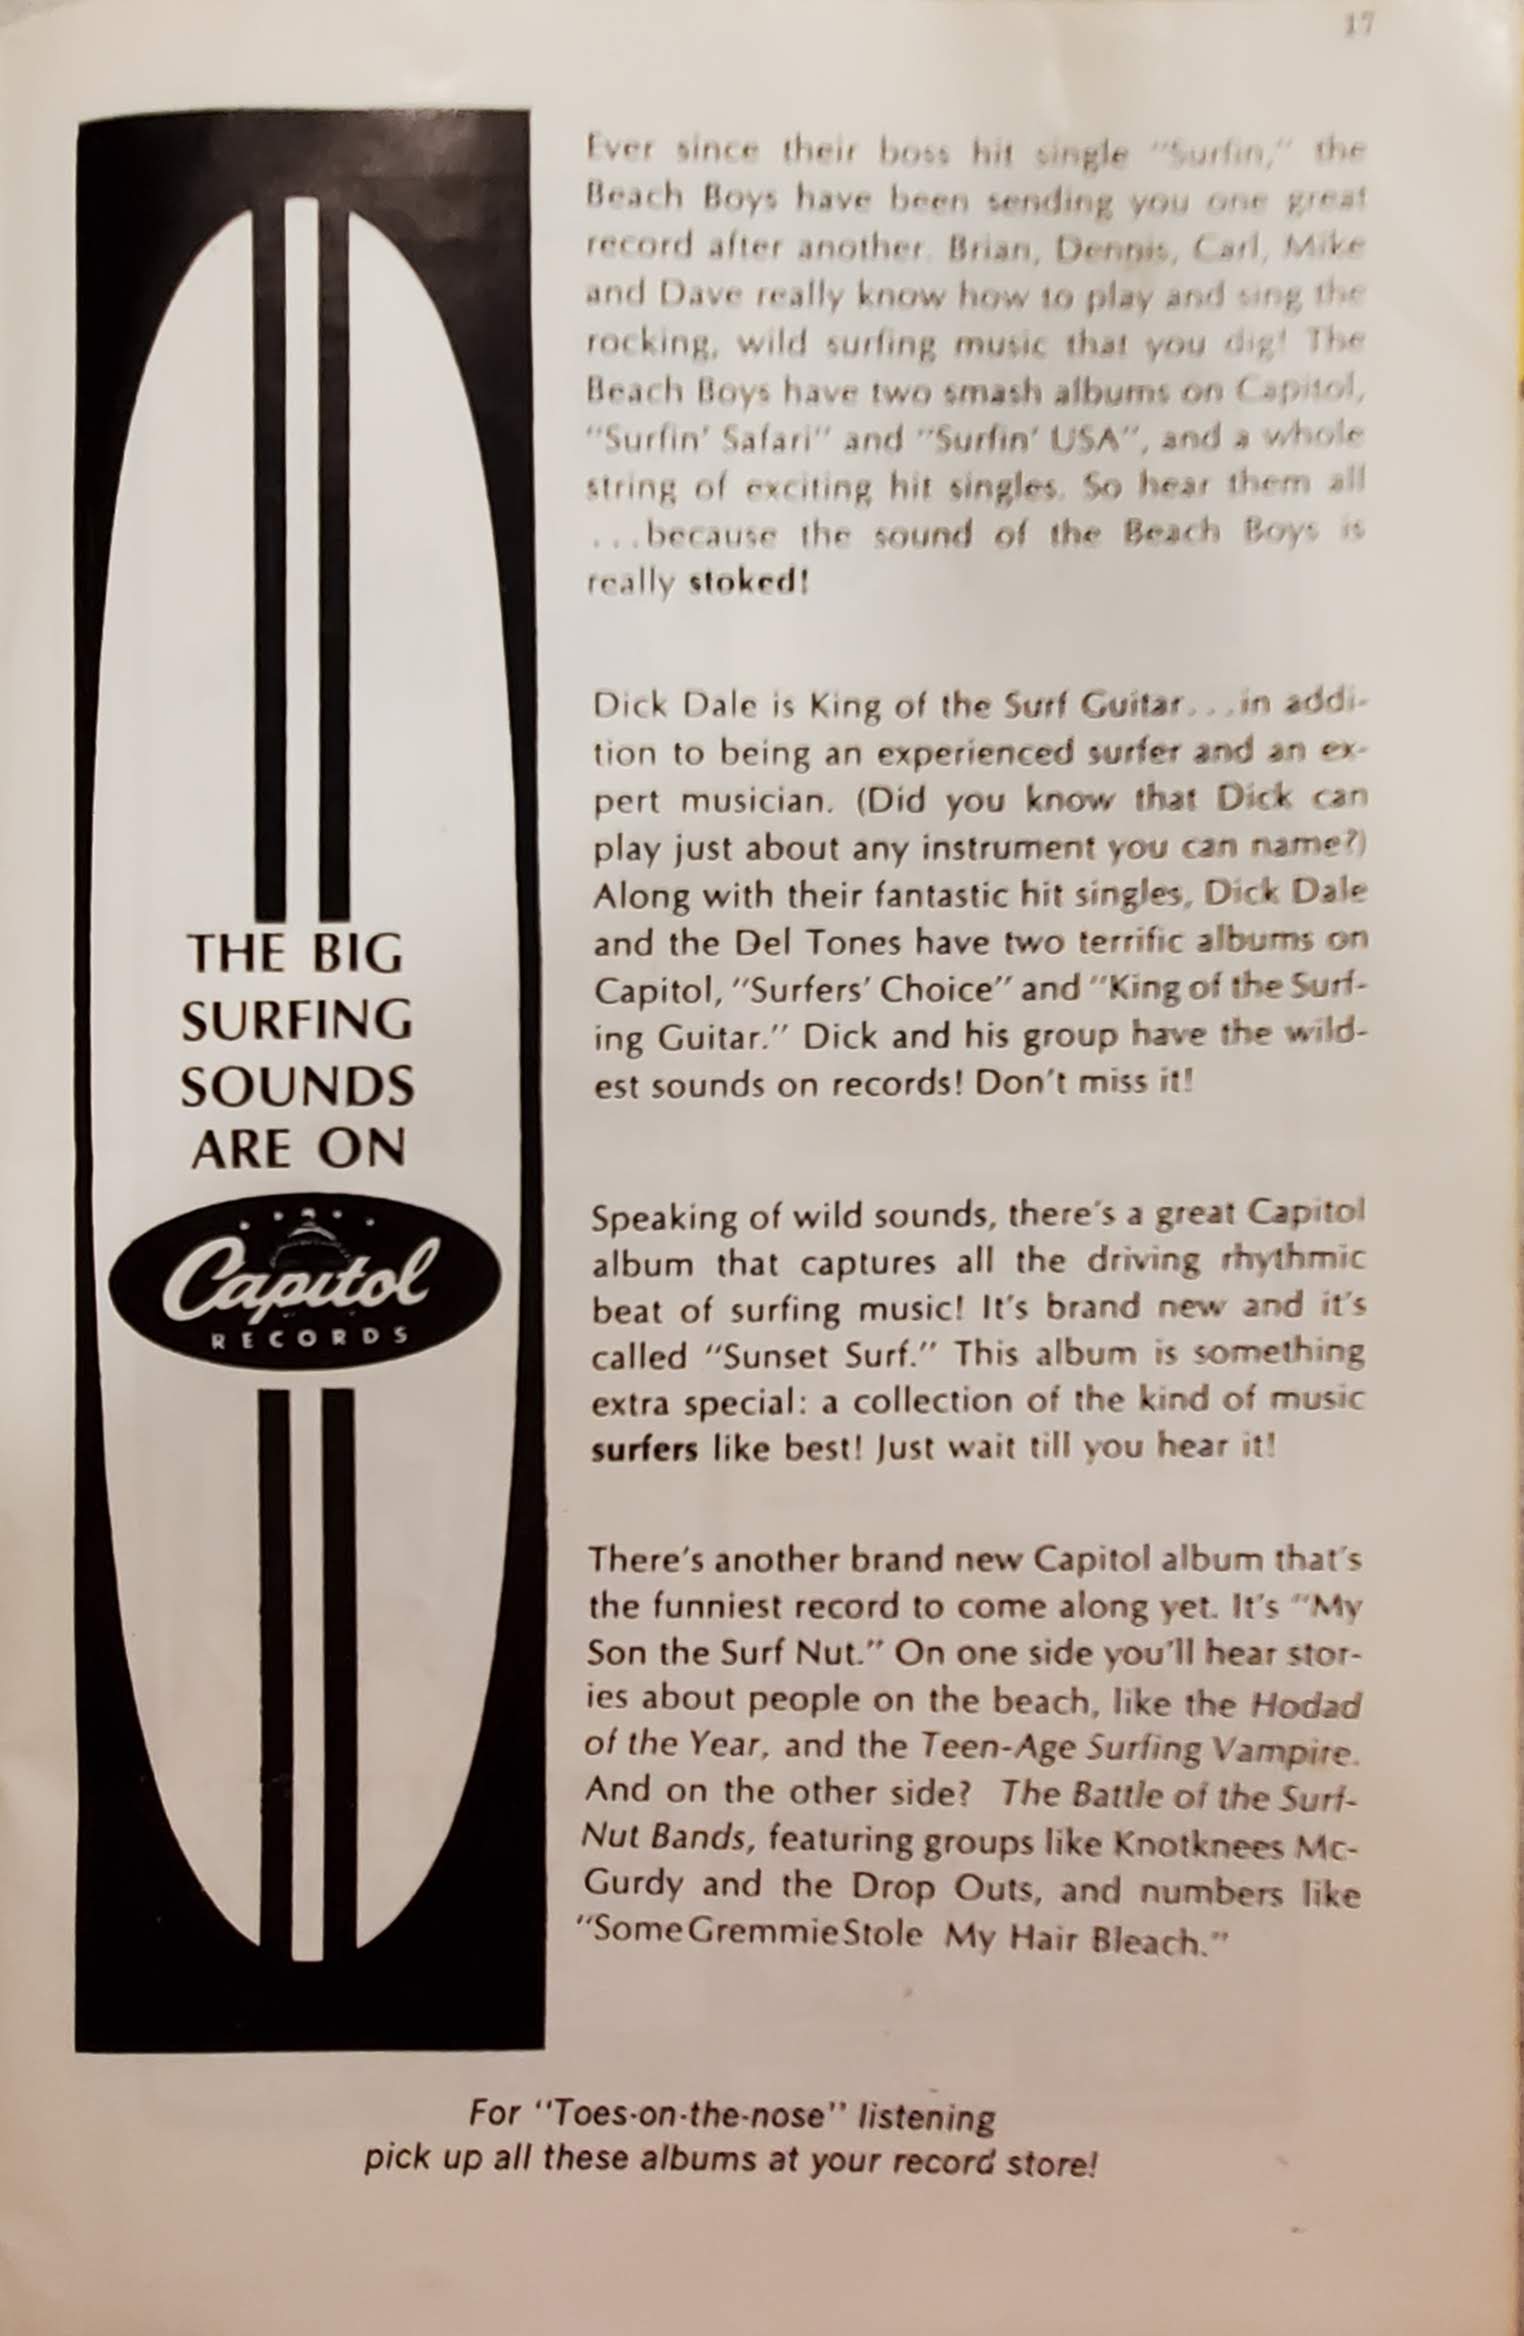 17
Ever since their boss hit single "Surfin," the
Beach Boys have been sending you one great
record after another. Brian, Dennis, Carl, Mike
and Dave really know how to play and sing the
rocking, wild surfing music that you dig! The
Beach Boys have two smash albums on Capitol,
"Surfin' Safari" and "Surfin' USA", and a whole
string of exciting hit singles. So hear them all
...because the sound of the Beach Boys is
really stoked!
Dick Dale is King of the Surf Guitar...in addi-
tion to being an experienced surfer and an ex-
pert musician. (Did you know that Dick can
play just about any instrument you can name?)
Along with their fantastic hit singles, Dick Dale
and the Del Tones have two terrific albums on
Capitol, "Surfers' Choice" and "King of the Surf-
ing Guitar." Dick and his group have the wild-
est sounds on records! Don't miss it!
Speaking of wild sounds, there's a great Capitol
album that captures all the driving rhythmic
beat of surfing music! It's brand new and it's
called "Sunset Surf." This album is something
extra special: a collection of the kind of music
surfers like best! Just wait till you hear it!
There's another brand new Capitol album that's
the funniest record to come along yet. It's "My
Son the Surf Nut." On one side you'll hear stor-
ies about people on the beach, like the Hodad
of the Year, and the Teen-Age Surfing Vampire.
And on the other side? The Battle of the Surf-
Nut Bands, featuring groups like Knotknees Mc-
Gurdy and the Drop Outs, and numbers like
"Some Gremmie Stole My Hair Bleach."
THE BIG
SURFING
SOUNDS
ARE ON
Capitol
RECORDS
For "Toes-on-the-nose" listening
pick up all these albums at your record store!